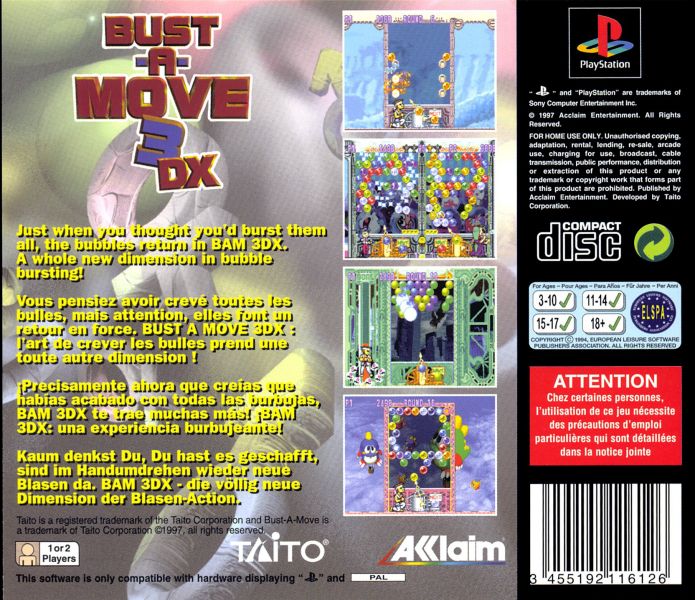 BUST
-A-
MOVE
3
DX
Just when you thought you'd burst them
all, the bubbles return in BAM 3DX.
A whole new dimension in bubble
bursting!
Vous pensiez avoir crevé toutes les
bulles, mais attention, elles font un
retour en force. BUST A MOVE 3DX :
l'art de crever les bulles prend une
toute autre dimension !
¡Precisamente ahora que creías que
habías acabado con todas las burbujas,
BAM 3DX te trae muchas más! ¡BAM
3DX: una experiencia burbujeante!
Kaum denkst Du, Du hast es geschafft,
sind im Handumdrehen wieder neue
Blasen da. BAM 3DX - die völlig neue
Dimension der Blasen-Action.
Taito is a registered trademark of the Taito Corporation and Bust-A-Move is
a trademark of Taito Corporation ©1997, all rights reserved.
1 or 2
Players
TAITO®
AKClaim
This software is only compatible with hardware displaying " " and PAL
PlayStation
" " and "PlayStation" are trademarks of
Sony Computer Entertainment Inc.
© 1997 Acclaim Entertainment. All Rights
Reserved.
FOR HOME USE ONLY. Unauthorised copying,
adaptation, rental, lending, re-sale, arcade
use, charging for use, broadcast, cable
transmission, public performance, distribution
or extraction of this product or any
trademark or copyright work that forms part
of this product are prohibited. Published by
Acclaim Entertainment. Developed by Taito
Corporation.
COMPACT
disc
For Ages - Pour Ages - Para Años - Für Jahre - Per Anni
3-10 11-14
15-17 18+
ELSPA
COPYRIGHT © 1994, EUROPEAN LEISURE SOFTWARE
PUBLISHERS ASSOCIATION, ALL RIGHTS RESERVED
ATTENTION
Chez certaines personnes,
l'utilisation de ce jeu nécessite
des précautions d'emploi
particulières qui sont détaillées
dans la notice jointe
3 455192 116126